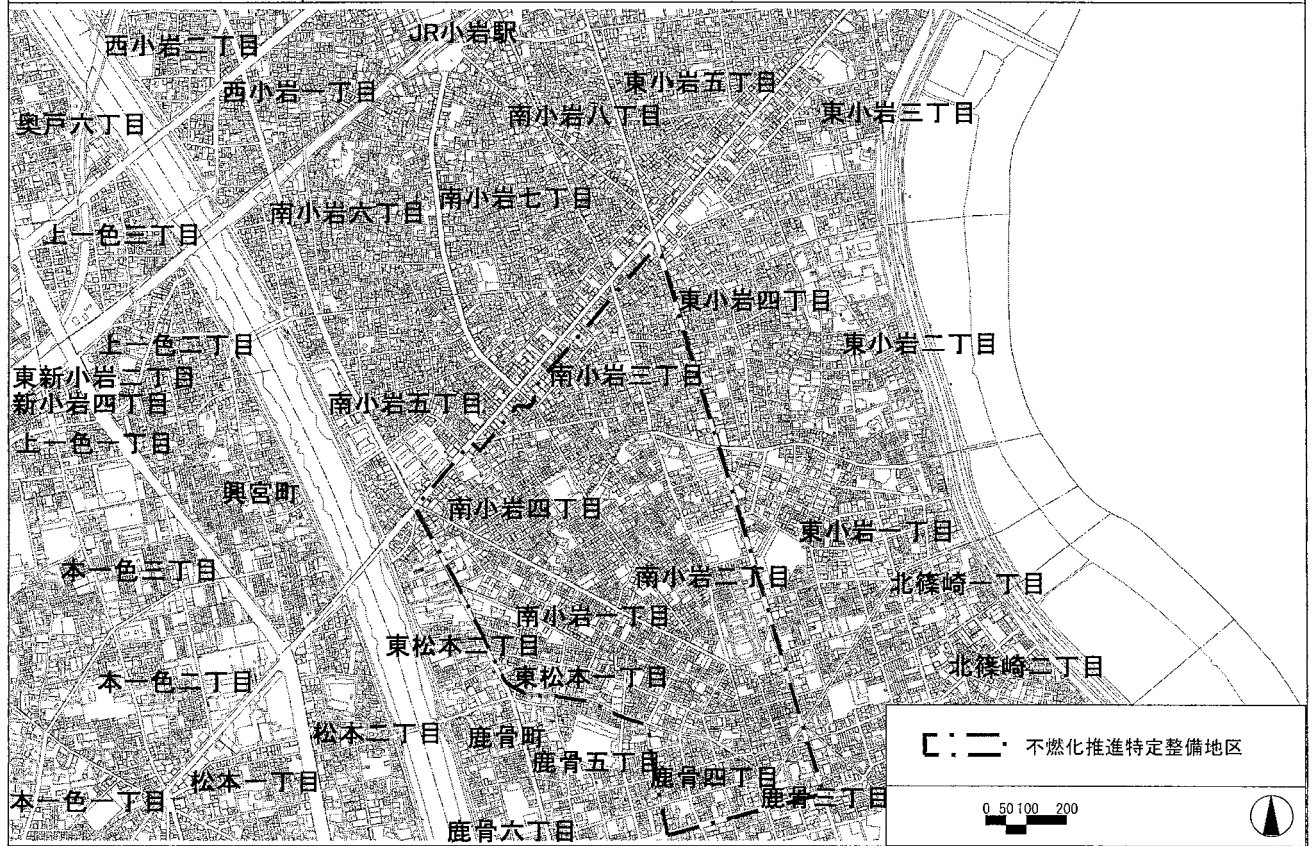 JR小岩駅
西小岩二丁目
東小岩五丁目
西小岩一丁目
東小岩三丁目
南小岩八丁目
奥戸六丁目
南小岩七丁目
南小岩六丁目
上一色三丁目
東小岩四丁目
上一色二丁目
東小岩二丁目
東新小岩二丁目
南小岩三丁目
新小岩四丁目
南小岩五丁目
上一色一丁目
興宮町
南小岩四丁目
東小岩一丁目
本一色三丁目
南小岩二丁目
北篠崎一丁目
南小岩一丁目
東松本二丁目
北篠崎二丁目
東松本一丁目
本一色二丁目
松本二丁目
鹿骨町
鹿骨五丁目
鹿骨四丁目
松本一丁目
鹿骨三丁目
本一色一丁目
鹿骨六丁目
不燃化推進特定整備地区
0 50 100 200